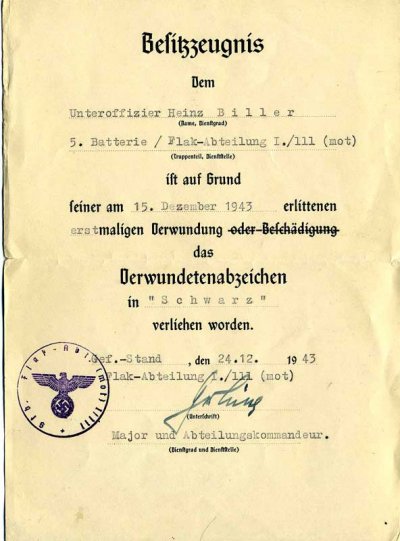 Besitzzeugnis
Dem
Unteroffizier Heinz Biller
(Name, Dienstgrad)
5. Batterie / Flak-Abteilung I./111 (mot)
(Truppenteil, Dienststelle)
ist auf Grund
seiner am 15. Dezember 1943 erlittenen
erstmaligen Verwundung oder Beschädigung
das
Verwundetenabzeichen
in "Schwarz"
verliehen worden.
Gef.-Stand, den 24.12. 1943
Flak-Abteilung I./111 (mot)
(Unterschrift)
Major und Abteilungskommandeur.
(Dienstgrad und Dienststelle)